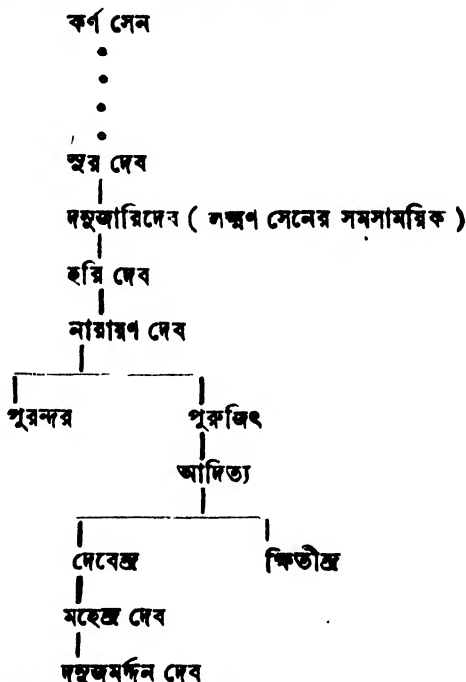 কর্ণ সেন
সুর দেব
দনুজারিদেব ( লক্ষ্মণ সেনের সমসাময়িক )
হরি দেব
নারায়ণ দেব
পুরন্দর পুরুজিৎ
আদিত্য
দেবেন্দ্র ক্ষিতীন্দ্র
মহেন্দ্র দেব
দনুজমর্দ্দন দেব